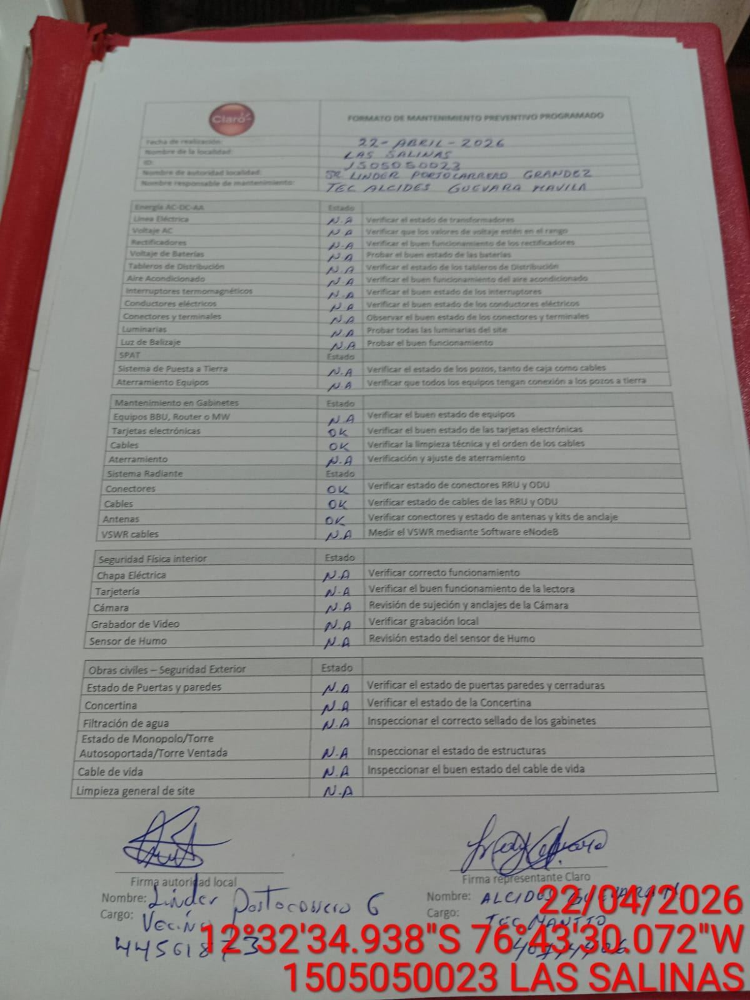 Claro
FORMATO DE MANTENIMIENTO PREVENTIVO PROGRAMADO
Fecha de realización: 22-ABRIL-2026
Nombre de la localidad: LAS SALINAS
ID: 1505050023
Nombre de autoridad localidad: SR LINDER PORTOCARRERO GRANDEZ
Nombre responsable de mantenimiento: TEC ALCIDES GUEVARA MAVILA
Energía AC-DC-AA Estado
Línea Eléctrica N.A Verificar el estado de transformadores
Voltaje AC N.A Verificar que los valores de voltaje estén en el rango
Rectificadores N.A Verificar el buen funcionamiento de los rectificadores
Voltaje de Baterías N.A Probar el buen estado de las baterías
Tableros de Distribución N.A Verificar el estado de los tableros de Distribución
Aire Acondicionado N.A Verificar el buen funcionamiento del aire acondicionado
Interruptores termomagnéticos N.A Verificar el buen estado de los interruptores
Conductores eléctricos N.A Verificar el buen estado de los conductores eléctricos
Conectores y terminales N.A Observar el buen estado de los conectores y terminales
Luminarias N.A Probar todas las luminarias del site
Luz de Balizaje N.A Probar el buen funcionamiento
SPAT Estado
Sistema de Puesta a Tierra N.A Verificar el estado de los pozos, tanto de caja como cables
Aterramiento Equipos N.A Verificar que todos los equipos tengan conexión a los pozos a tierra
Mantenimiento en Gabinetes Estado
Equipos BBU, Router o MW N.A Verificar el buen estado de equipos
Tarjetas electrónicas OK Verificar el buen estado de las tarjetas electrónicas
Cables OK Verificar la limpieza técnica y el orden de los cables
Aterramiento N.A Verificación y ajuste de aterramiento
Sistema Radiante Estado
Conectores OK Verificar estado de conectores RRU y ODU
Cables OK Verificar estado de cables de las RRU y ODU
Antenas OK Verificar conectores y estado de antenas y kits de anclaje
VSWR cables N.A Medir el VSWR mediante Software eNodeB
Seguridad Física interior Estado
Chapa Eléctrica N.A Verificar correcto funcionamiento
Tarjetería N.A Verificar el buen funcionamiento de la lectora
Cámara N.A Revisión de sujeción y anclajes de la Cámara
Grabador de Video N.A Verificar grabación local
Sensor de Humo N.A Revisión estado del sensor de Humo
Obras civiles – Seguridad Exterior Estado
Estado de Puertas y paredes N.A Verificar el estado de puertas paredes y cerraduras
Concertina N.A Verificar el estado de la Concertina
Filtración de agua N.A Inspeccionar el correcto sellado de los gabinetes
Estado de Monopolo/Torre
Autosoportada/Torre Ventada N.A Inspeccionar el estado de estructuras
Cable de vida N.A Inspeccionar el buen estado del cable de vida
Limpieza general de site N.A
Firma autoridad local Firma representante Claro
Nombre: Linder Portocarrero G Nombre: ALCIDES GUEVARA M
Cargo: Vecino Cargo: TEC MANTTO
22/04/2026
12°32'34.938"S 76°43'30.072"W
1505050023 LAS SALINAS